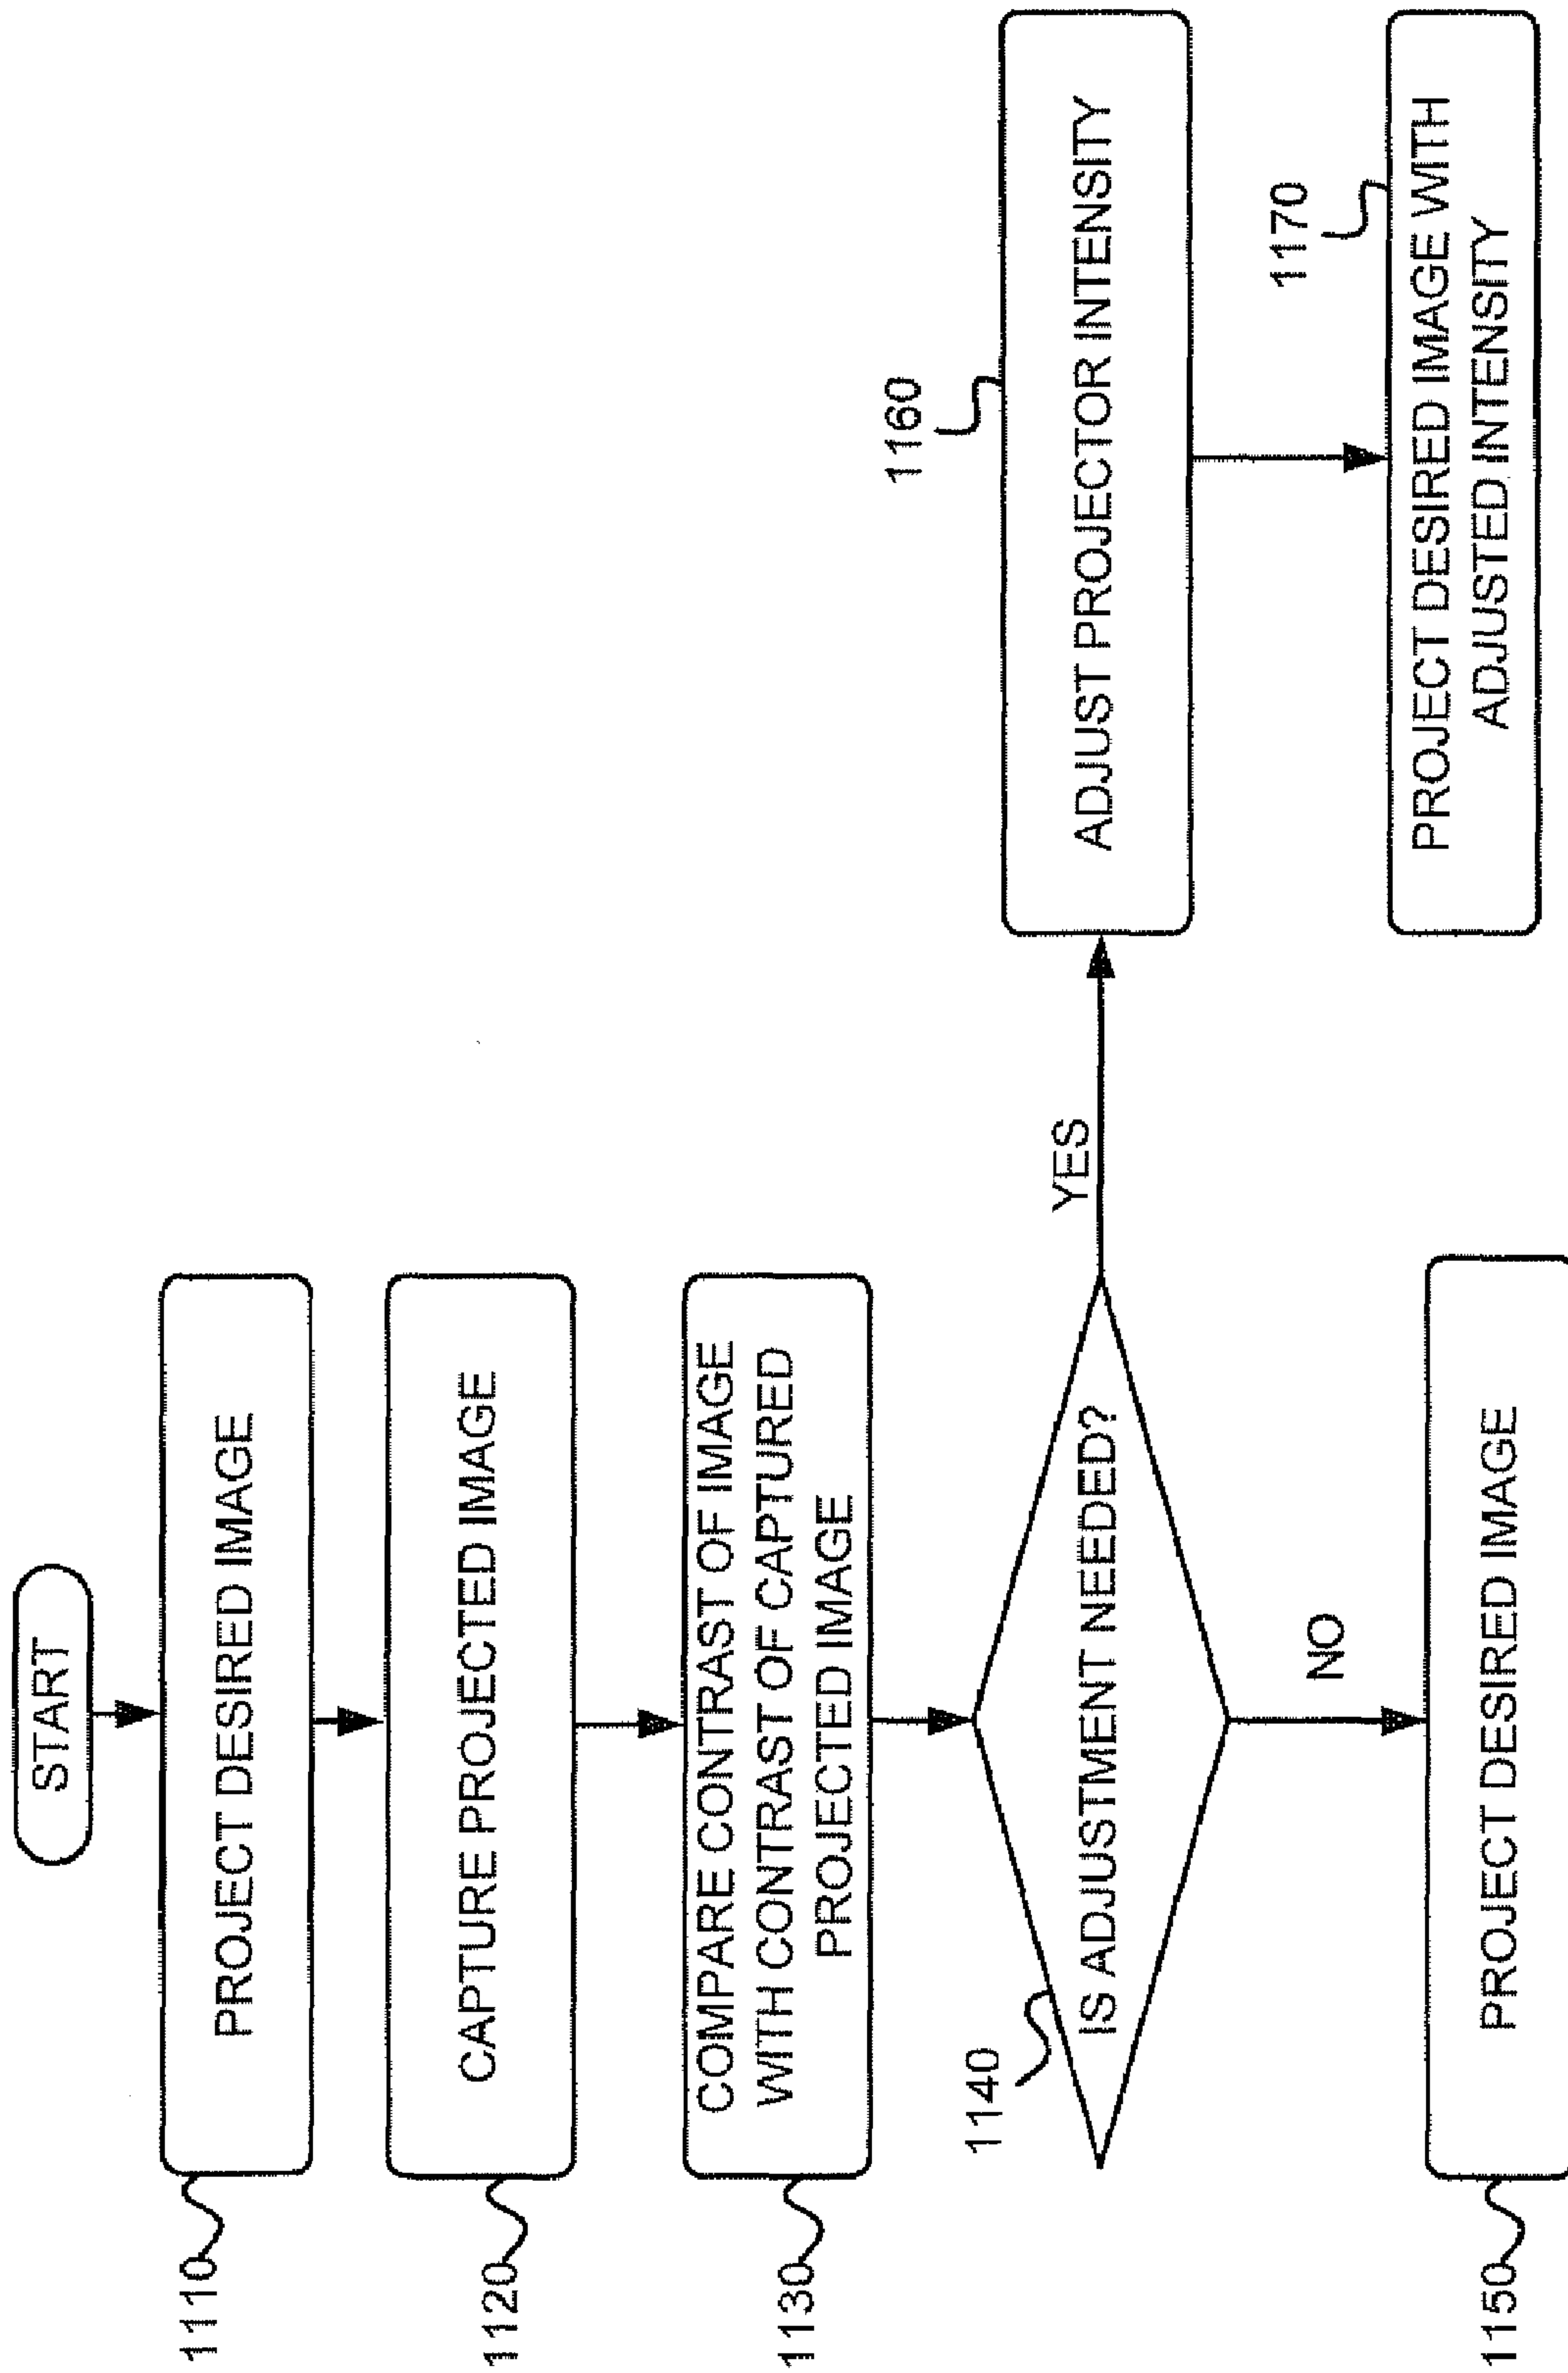 START
1110
PROJECT DESIRED IMAGE
1120
CAPTURE PROJECTED IMAGE
1130
COMPARE CONTRAST OF IMAGE
WITH CONTRAST OF CAPTURED
PROJECTED IMAGE
1140
IS ADJUSTMENT NEEDED?
YES
NO
1150
PROJECT DESIRED IMAGE
1160
ADJUST PROJECTOR INTENSITY
1170
PROJECT DESIRED IMAGE WITH
ADJUSTED INTENSITY